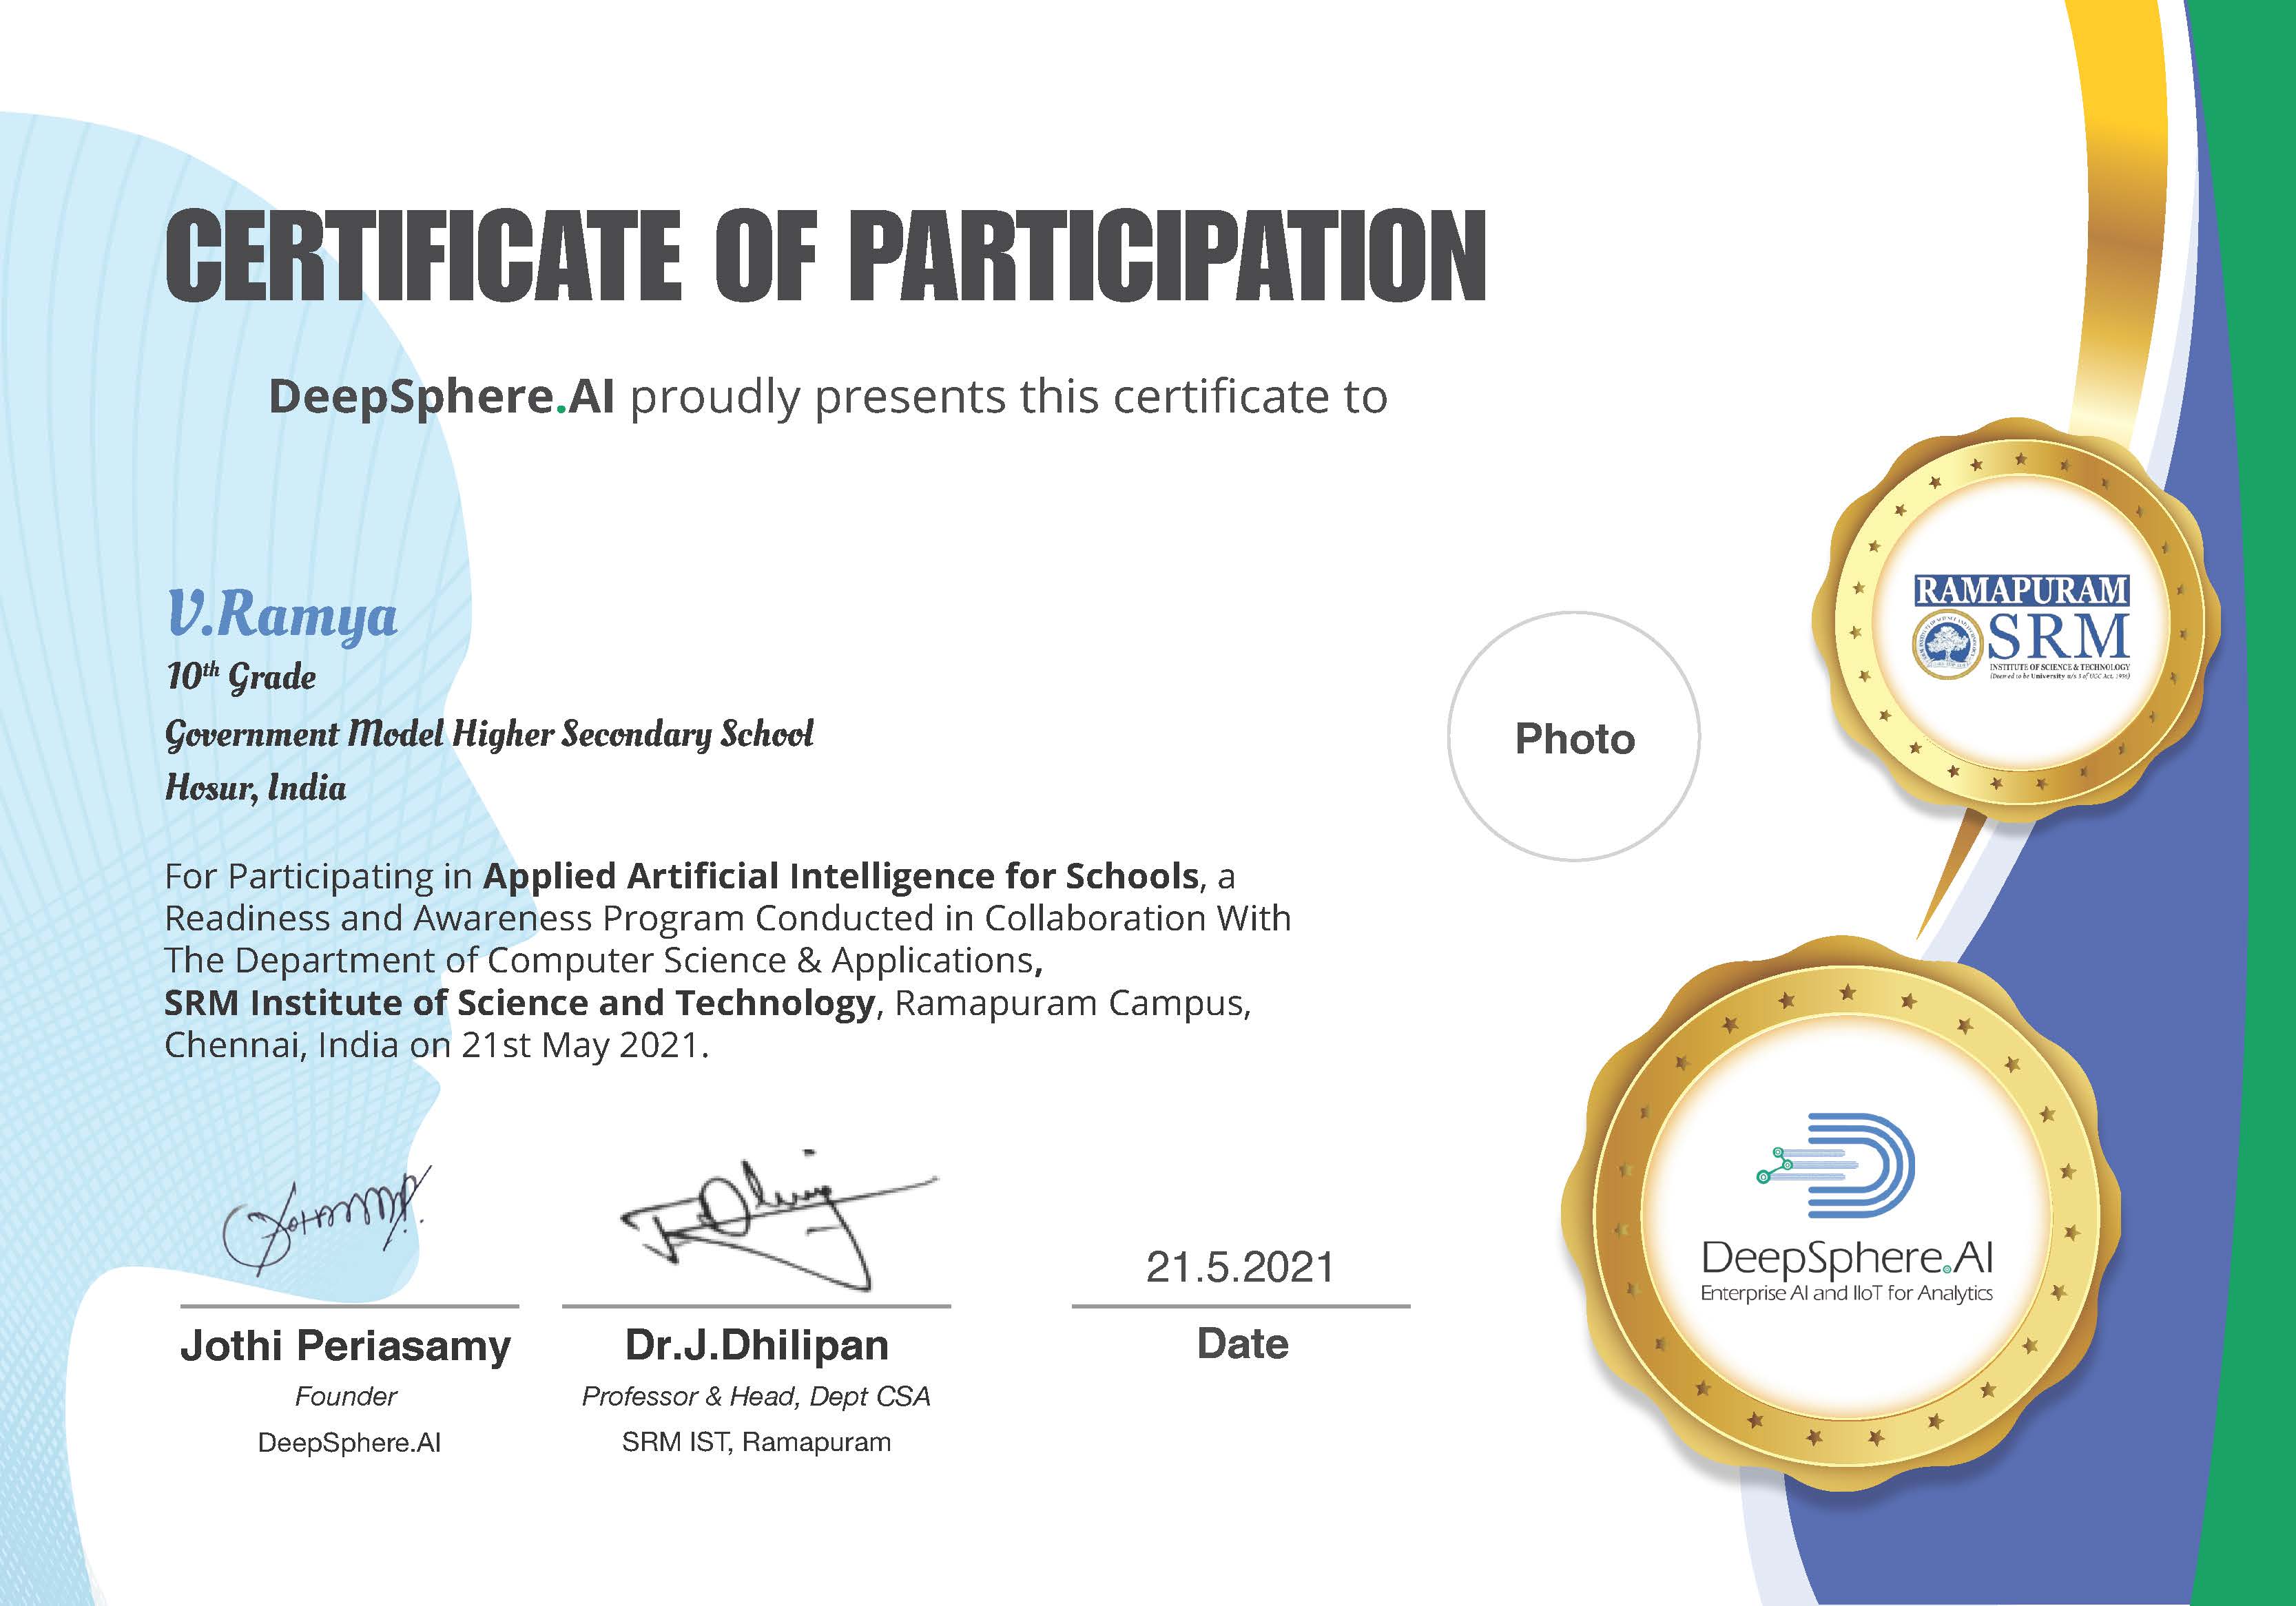 CERTIFICATE OF PARTICIPATION
DeepSphere.AI proudly presents this certificate to
V.Ramya
10th Grade
Government Model Higher Secondary School
Hosur, India
Photo
For Participating in Applied Artificial Intelligence for Schools, a
Readiness and Awareness Program Conducted in Collaboration With
The Department of Computer Science & Applications,
SRM Institute of Science and Technology, Ramapuram Campus,
Chennai, India on 21st May 2021.
21.5.2021
Jothi Periasamy
Founder
DeepSphere.AI
Dr.J.Dhilipan
Professor & Head, Dept CSA
SRM IST, Ramapuram
Date
RAMAPURAM
SRM
INSTITUTE OF SCIENCE & TECHNOLOGY
(Deemed to be University u/s 3 of UGC Act, 1956)
DeepSphere.AI
Enterprise AI and IIoT for Analytics